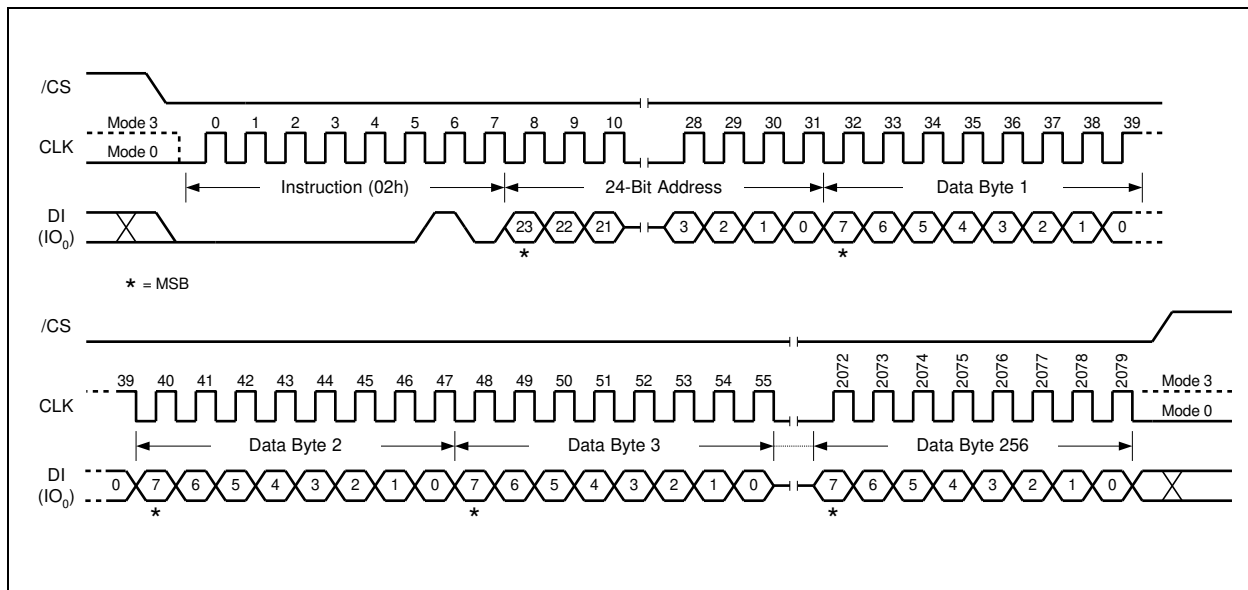 /CS
Mode 3 0 1 2 3 4 5 6 7 8 9 10 28 29 30 31 32 33 34 35 36 37 38 39
CLK Mode 0
Instruction (02h) 24-Bit Address Data Byte 1
DI
(IO0) 23 22 21 3 2 1 0 7 6 5 4 3 2 1 0
* *
* = MSB
/CS
39 40 41 42 43 44 45 46 47 48 49 50 51 52 53 54 55 2072 2073 2074 2075 2076 2077 2078 2079 Mode 3
CLK Mode 0
Data Byte 2 Data Byte 3 Data Byte 256
DI
(IO0) 0 7 6 5 4 3 2 1 0 7 6 5 4 3 2 1 0 7 6 5 4 3 2 1 0
* * *